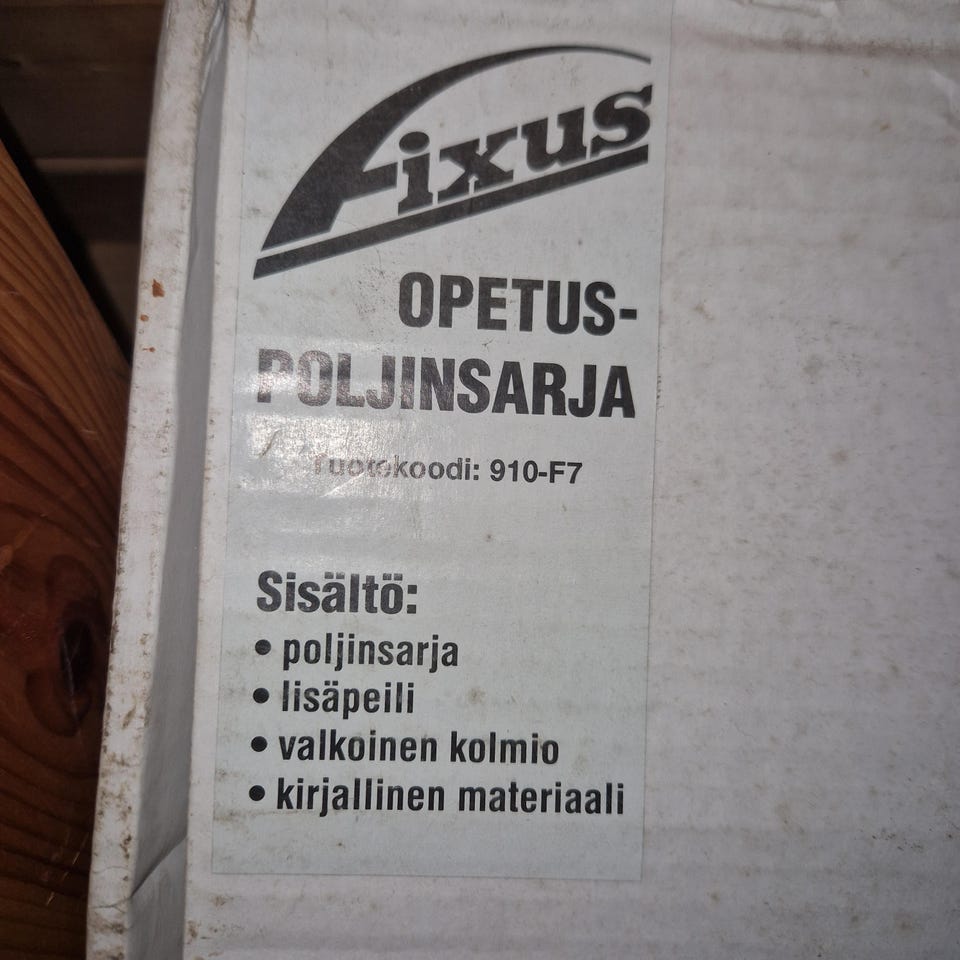 Fixus
OPETUS-
POLJINSARJA
Tuotekoodi: 910-F7
Sisältö:
• poljinsarja
• lisäpeili
• valkoinen kolmio
• kirjallinen materiaali